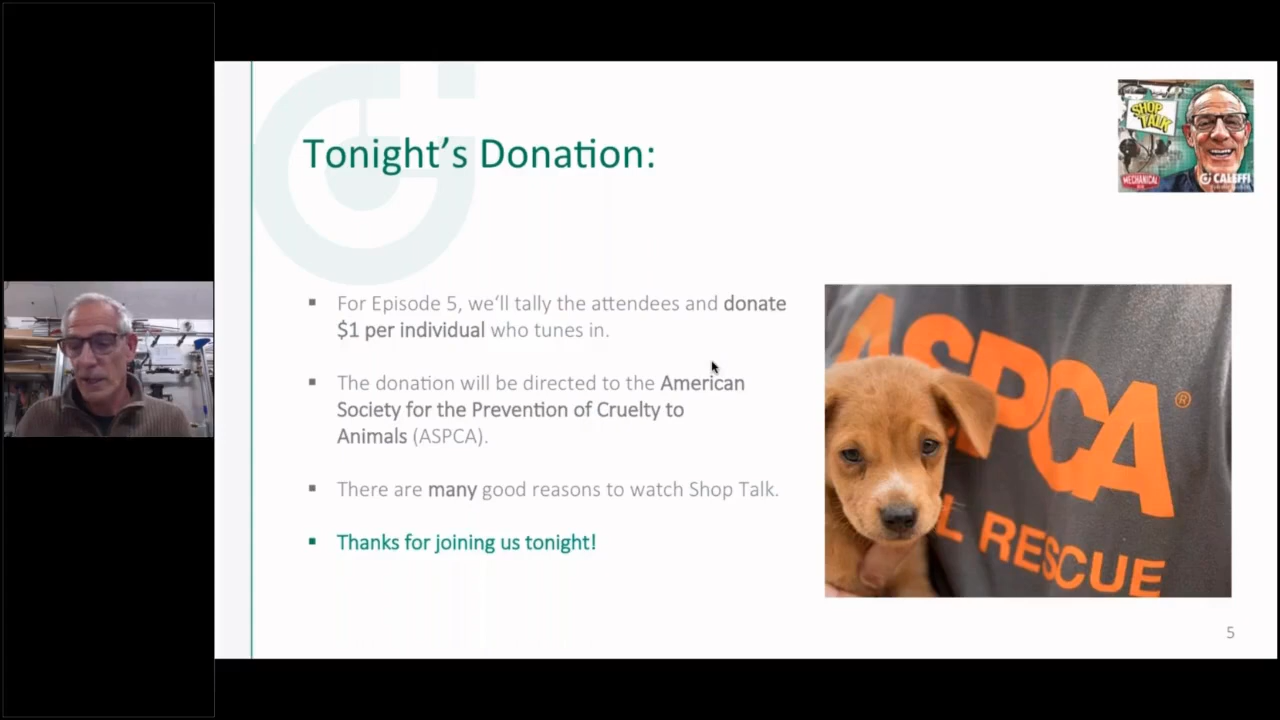 Tonight's Donation:
SHOP
TALK
MECHANICAL
CALEFFI
▪ For Episode 5, we'll tally the attendees and donate
$1 per individual who tunes in.
▪ The donation will be directed to the American
Society for the Prevention of Cruelty to
Animals (ASPCA).
▪ There are many good reasons to watch Shop Talk.
▪ Thanks for joining us tonight!
ASPCA®
L RESCUE
5